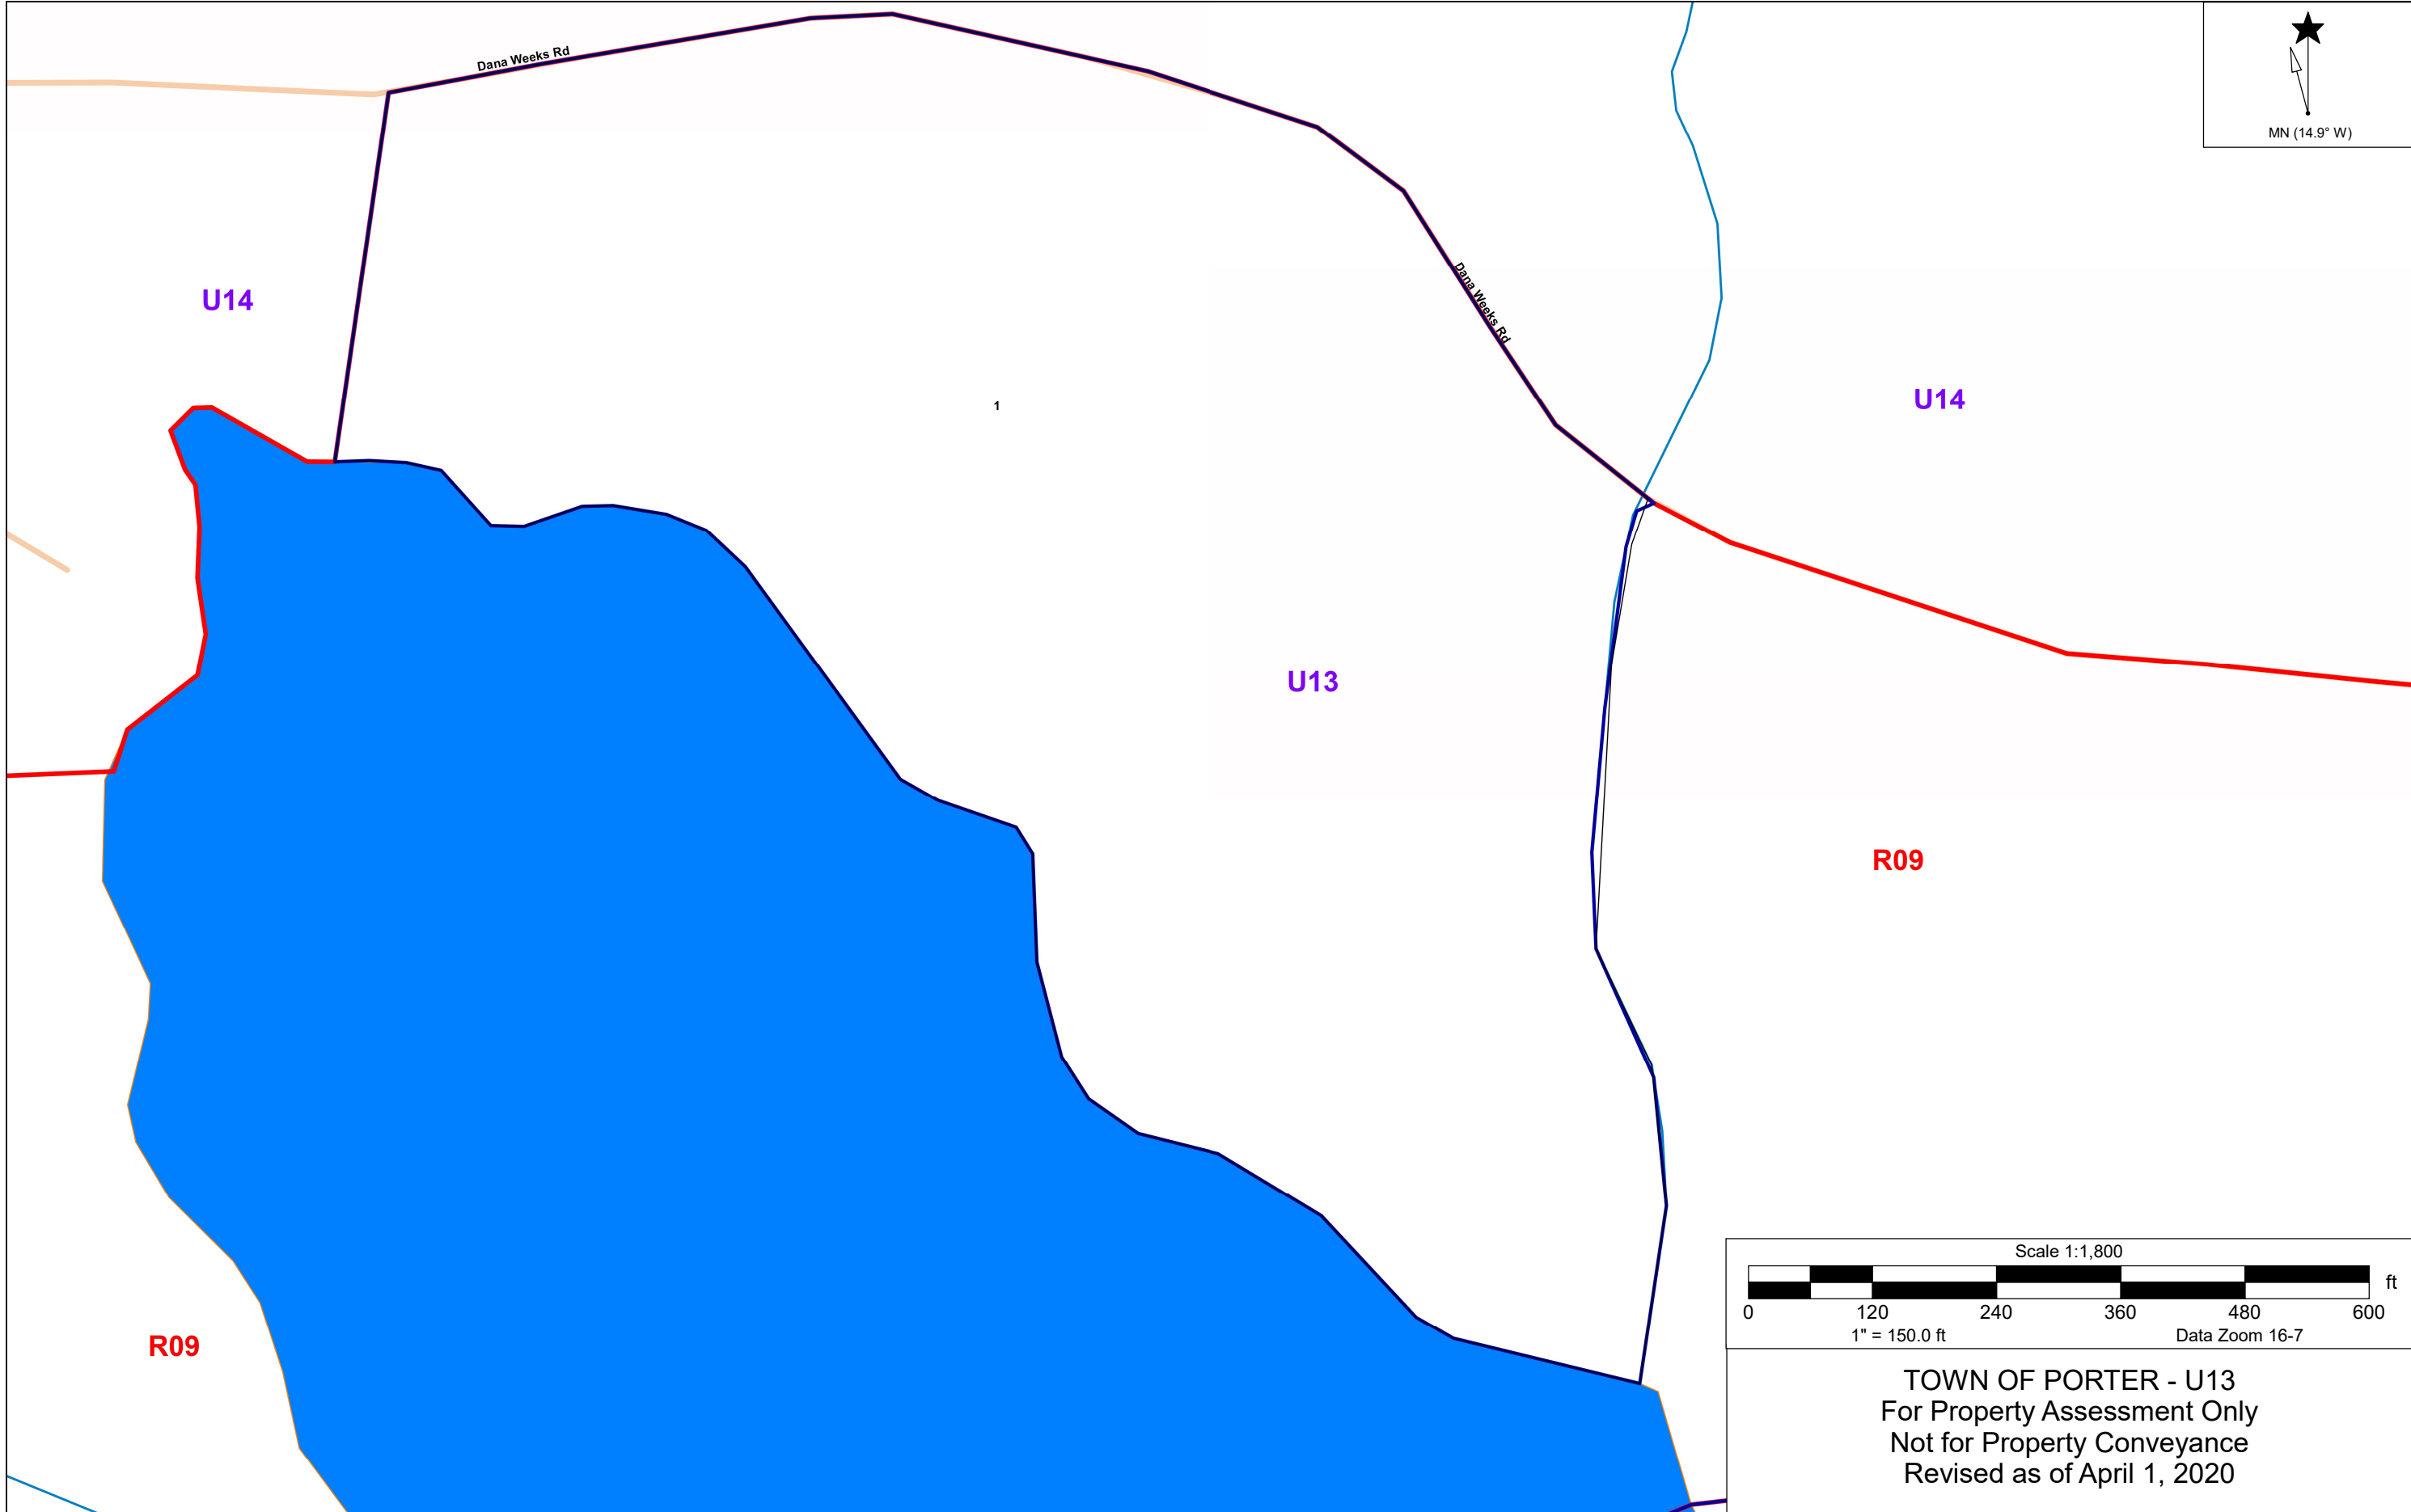 Dana Weeks Rd
MN (14.9° W)
U14
Dana Weeks Rd
U14
1
U13
R09
R09
Scale 1:1,800
ft
0 120 240 360 480 600
1" = 150.0 ft Data Zoom 16-7
TOWN OF PORTER - U13
For Property Assessment Only
Not for Property Conveyance
Revised as of April 1, 2020